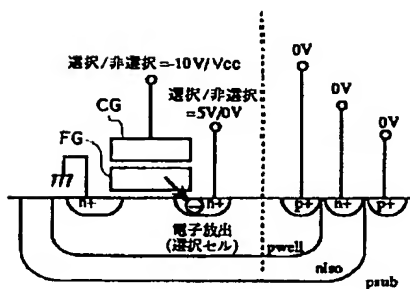 選択/非選択=-10V/Vcc
0V
CG
選択/非選択
=5V/0V
0V
FG
0V
n+
n+
p+
n+
p+
電子放出
(選択セル)
pwell
niso
psub